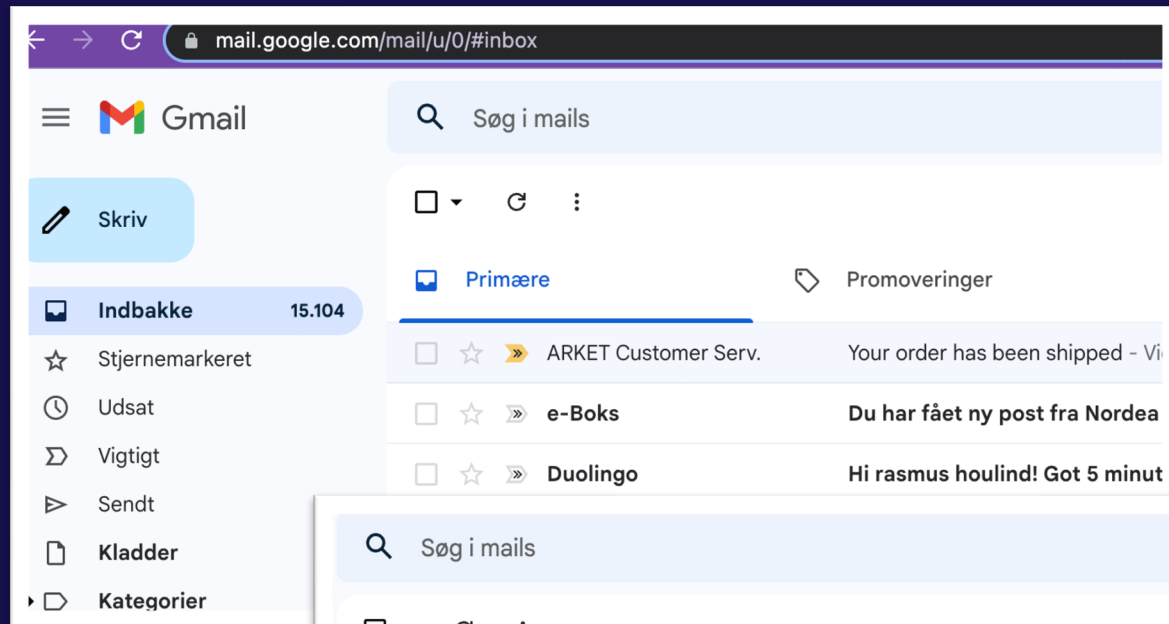 mail.google.com/mail/u/0/#inbox
Gmail
Søg i mails
Skriv
Primære
Promoveringer
Indbakke 15.104
Stjernemarkeret
Udsat
Vigtigt
Sendt
Kladder
Kategorier
ARKET Customer Serv. Your order has been shipped -
e-Boks Du har fået ny post fra Nordea
Duolingo Hi rasmus houlind! Got 5 minut
Søg i mails